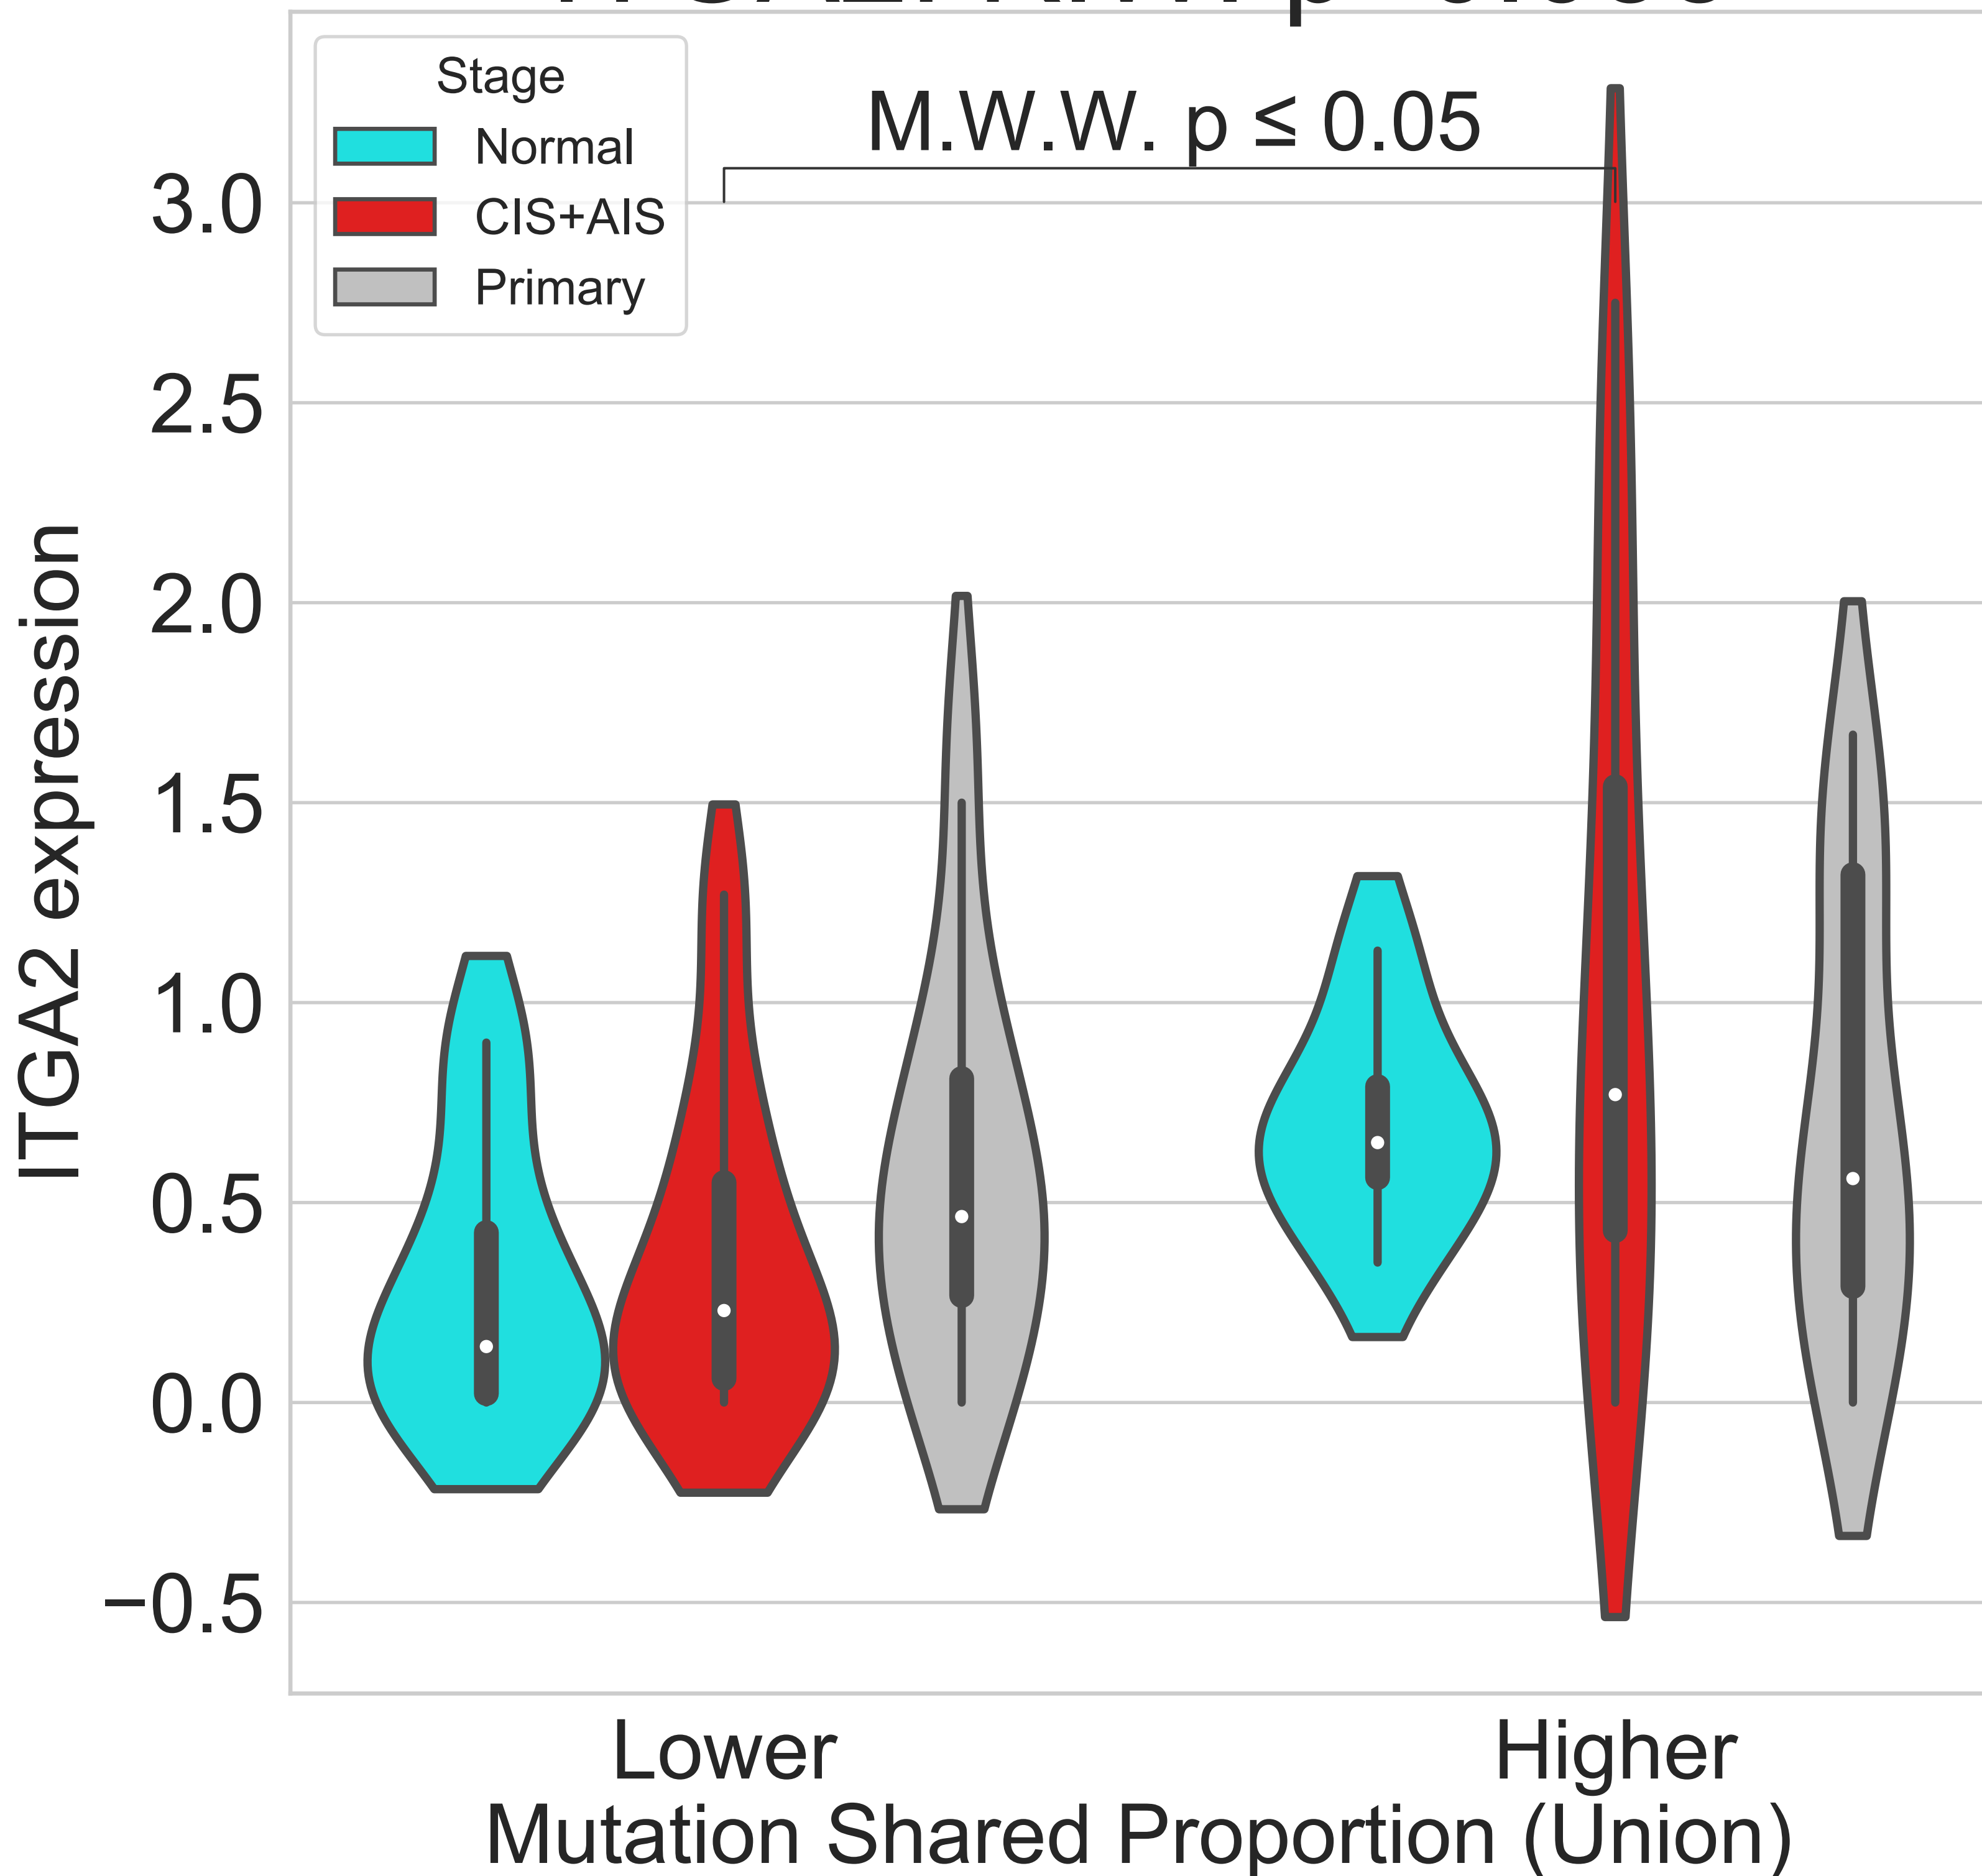 Stage
Normal
CIS+AIS
Primary
M.W.W. p ≤ 0.05
3.0
2.5
2.0
1.5
1.0
0.5
0.0
−0.5
ITGA2 expression
Lower
Higher
Mutation Shared Proportion (Union)